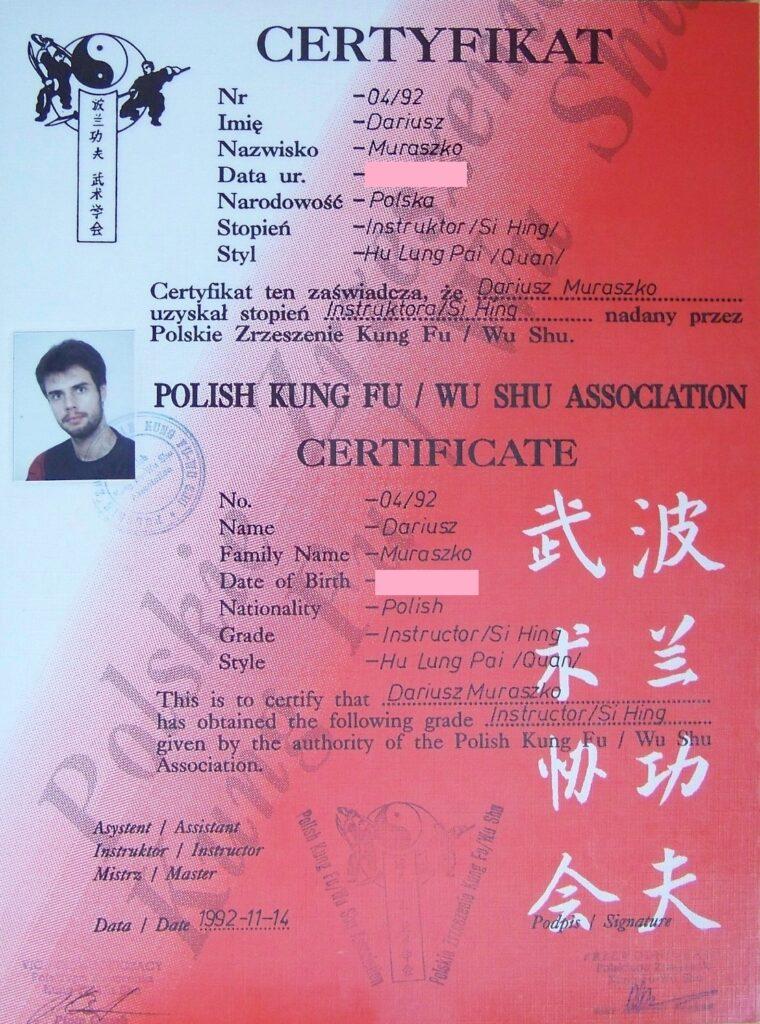 CERTYFIKAT
波兰功夫 武术学会
Nr -04/92
Imię -Dariusz
Nazwisko -Muraszko
Data ur. -
Narodowość -Polska
Stopień -Instruktor/Si Hing/
Styl -Hu Lung Pai /Quan/
Certyfikat ten zaświadcza, że Dariusz Muraszko
uzyskał stopień Instruktora/Si Hing nadany przez
Polskie Zrzeszenie Kung Fu / Wu Shu.
POLISH KUNG FU / WU SHU ASSOCIATION
CERTIFICATE
No. -04/92
Name -Dariusz
Family Name -Muraszko
Date of Birth -
Nationality -Polish
Grade -Instructor/Si Hing
Style -Hu Lung Pai /Quan/
This is to certify that Dariusz Muraszko
has obtained the following grade Instructor/Si Hing
given by the authority of the Polish Kung Fu / Wu Shu
Association.
波兰功夫
武术协会
Asystent / Assistant
Instruktor / Instructor
Mistrz / Master
Polish Kung Fu/Wu Shu Association
Polskie Zrzeszenie Kung Fu/Wu Shu
Data / Date 1992-11-14
Podpis / Signature